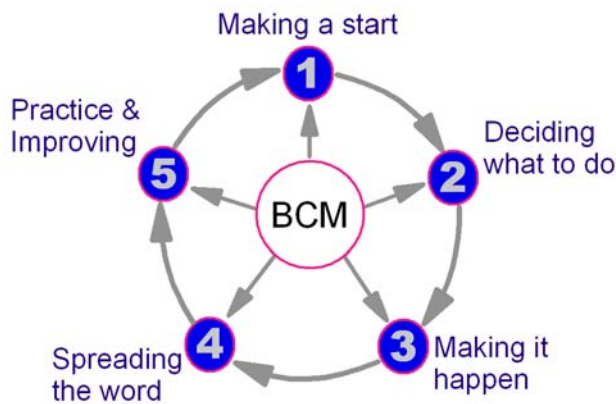 Making a start
1
Deciding
what to do
2
Making it
happen
3
Spreading
the word
4
Practice &
Improving
5
BCM